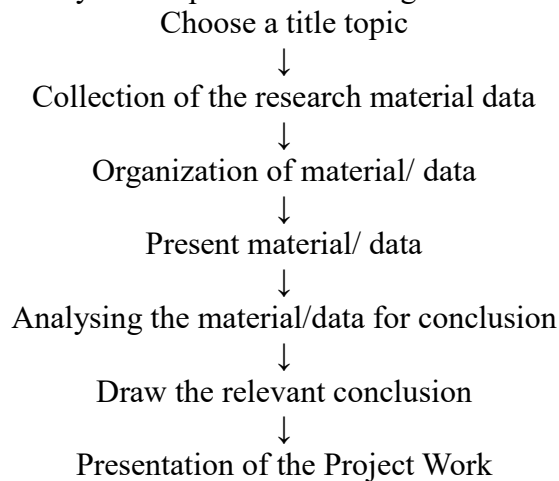 Choose a title topic
↓
Collection of the research material data
↓
Organization of material/ data
↓
Present material/ data
↓
Analysing the material/data for conclusion
↓
Draw the relevant conclusion
↓
Presentation of the Project Work